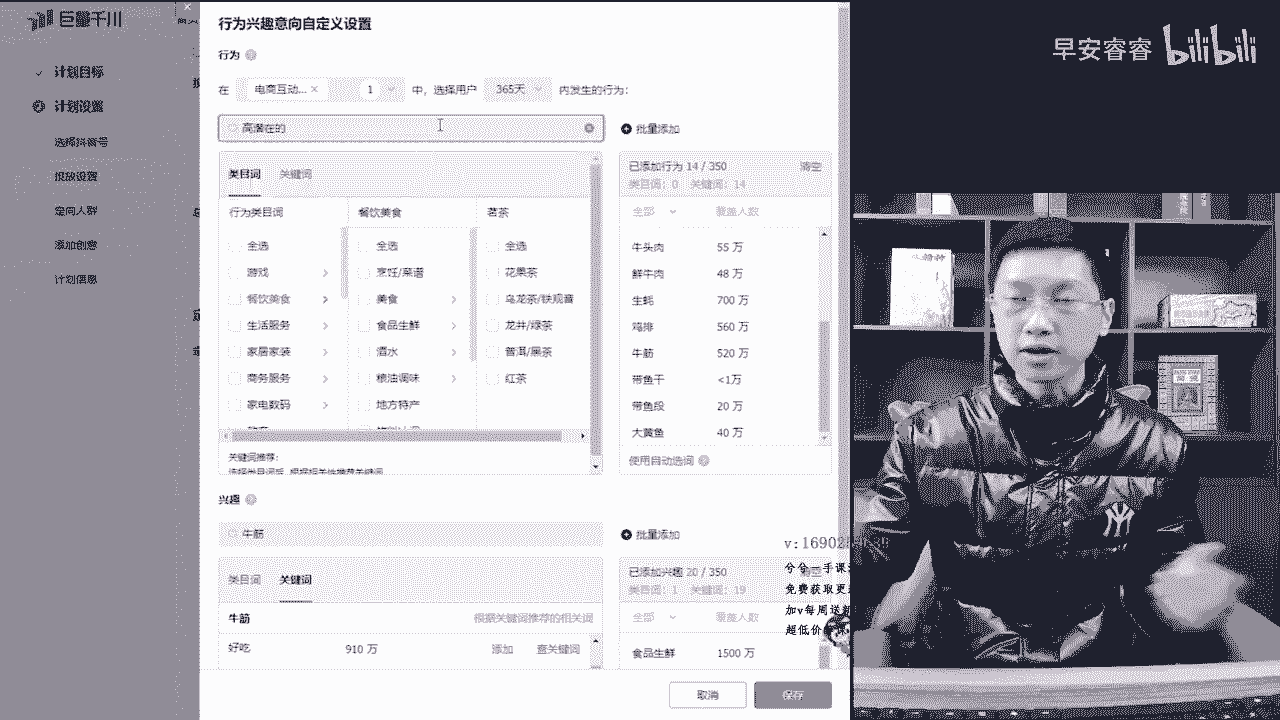 巨量千川
计划目标
计划设置
选择抖音号
投放设置
定向人群
添加创意
计划信息
行为兴趣意向自定义设置
行为
在 电商互动... × 1 中，选择用户 365天 内发生的行为：
高潜在的
批量添加
类目词 关键词
行为类目词 餐饮美食 茗茶
全选 全选 全选
游戏 烹饪/菜谱 花果茶
餐饮美食 美食 乌龙茶/铁观音
生活服务 食品生鲜 龙井/绿茶
家居家装 酒水 普洱/黑茶
商务服务 粮油调味 红茶
家电数码 地方特产
关键词推荐：
选择类目词后，根据相关性推荐关键词
已添加行为 14 / 350 清空
关键词：14
全部 覆盖人数
牛头肉 55 万
鲜牛肉 48 万
生蚝 700 万
鸡排 560 万
牛筋 520 万
带鱼干 <1万
带鱼段 20 万
大黄鱼 40 万
使用自动选词
兴趣
牛筋
批量添加
类目词 关键词
牛筋 根据关键词推荐的相关词
好吃 910 万 添加 查关键词
已添加兴趣 20 / 350
类目词：1 关键词：19
全部 覆盖人数
食品生鲜 1500 万
取消 保存
早安睿睿 bilibili
免费获取更
加v每周送
超低价
NY